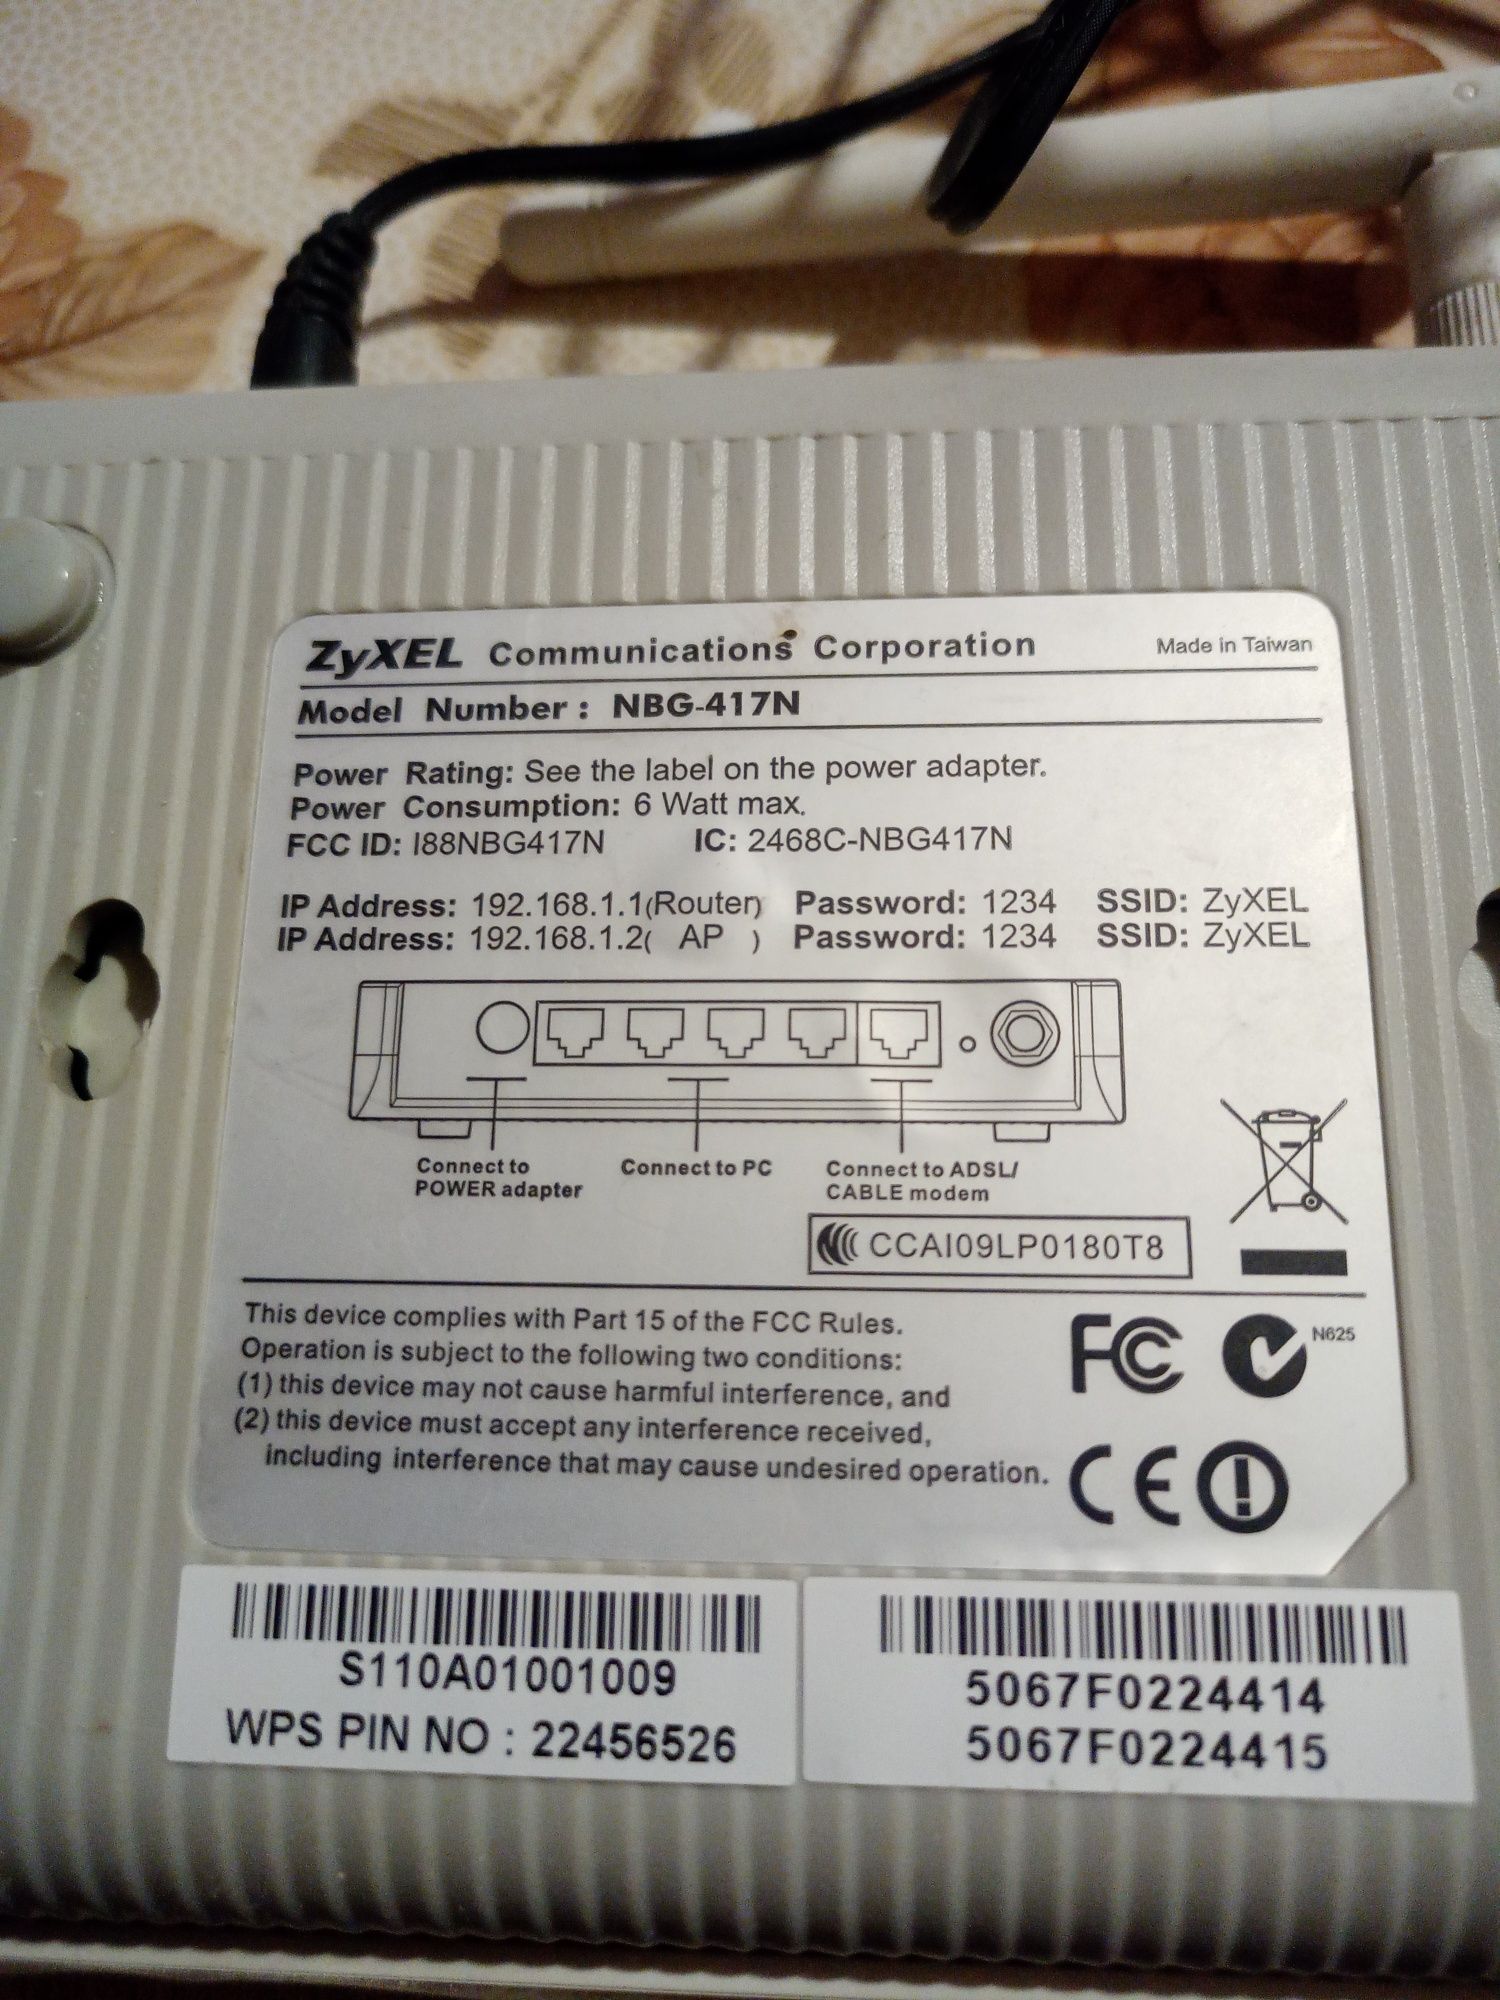 ZyXEL Communications Corporation Made in Taiwan
Model Number: NBG-417N
Power Rating: See the label on the power adapter.
Power Consumption: 6 Watt max.
FCC ID: I88NBG417N IC: 2468C-NBG417N
IP Address: 192.168.1.1(Router) Password: 1234 SSID: ZyXEL
IP Address: 192.168.1.2( AP ) Password: 1234 SSID: ZyXEL
Connect to
POWER adapter
Connect to PC
Connect to ADSL/
CABLE modem
CCAI09LP0180T8
This device complies with Part 15 of the FCC Rules.
Operation is subject to the following two conditions:
(1) this device may not cause harmful interference, and
(2) this device must accept any interference received,
including interference that may cause undesired operation.
FC N625
CE
S110A01001009
WPS PIN NO : 22456526
5067F0224414
5067F0224415